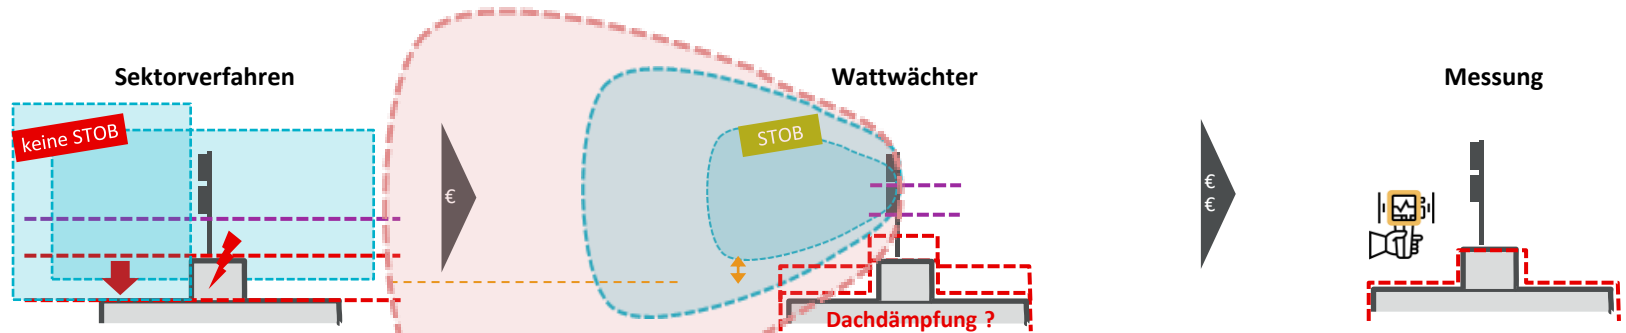 Sektorverfahren
Wattwächter
Messung
keine STOB
STOB
€
€
€
Dachdämpfung ?